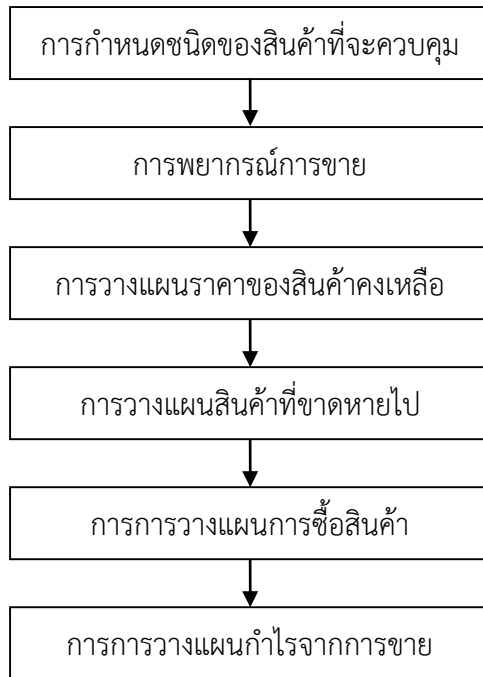 การกำหนดชนิดของสินค้าที่จะควบคุม
การพยากรณ์การขาย
การวางแผนราคาของสินค้าคงเหลือ
การวางแผนสินค้าที่ขาดหายไป
การการวางแผนการซื้อสินค้า
การการวางแผนกำไรจากการขาย